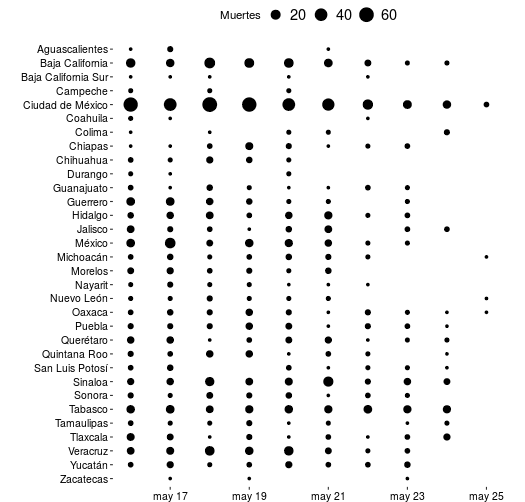 Muertes 20 40 60
Aguascalientes
Baja California
Baja California Sur
Campeche
Ciudad de México
Coahuila
Colima
Chiapas
Chihuahua
Durango
Guanajuato
Guerrero
Hidalgo
Jalisco
México
Michoacán
Morelos
Nayarit
Nuevo León
Oaxaca
Puebla
Querétaro
Quintana Roo
San Luis Potosí
Sinaloa
Sonora
Tabasco
Tamaulipas
Tlaxcala
Veracruz
Yucatán
Zacatecas
may 17 may 19 may 21 may 23 may 25